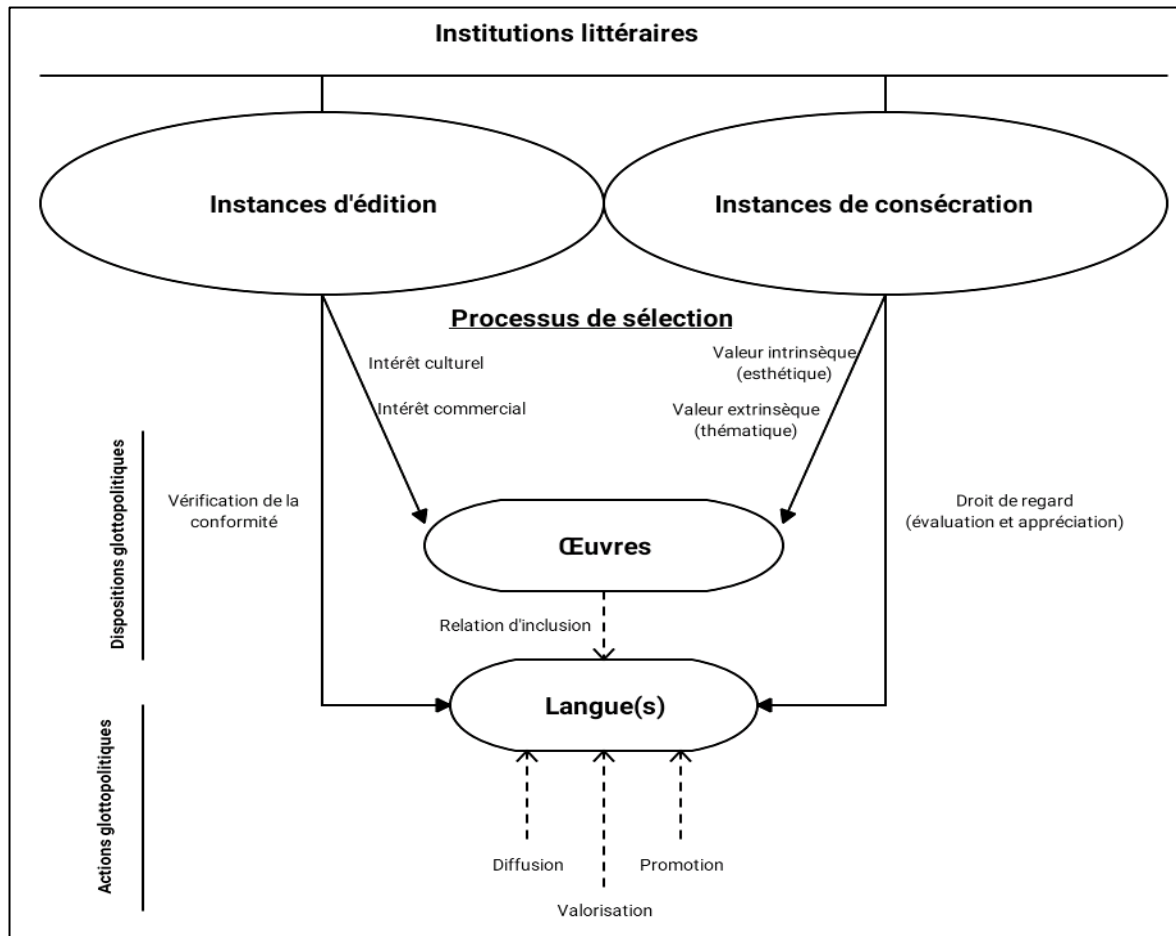 Institutions littéraires
Instances d'édition
Instances de consécration
Processus de sélection
Intérêt culturel
Intérêt commercial
Valeur intrinsèque
(esthétique)
Valeur extrinsèque
(thématique)
Dispositions glottopolitiques
Vérification de la
conformité
Droit de regard
(évaluation et appréciation)
Œuvres
Relation d'inclusion
Langue(s)
Actions glottopolitiques
Diffusion
Promotion
Valorisation